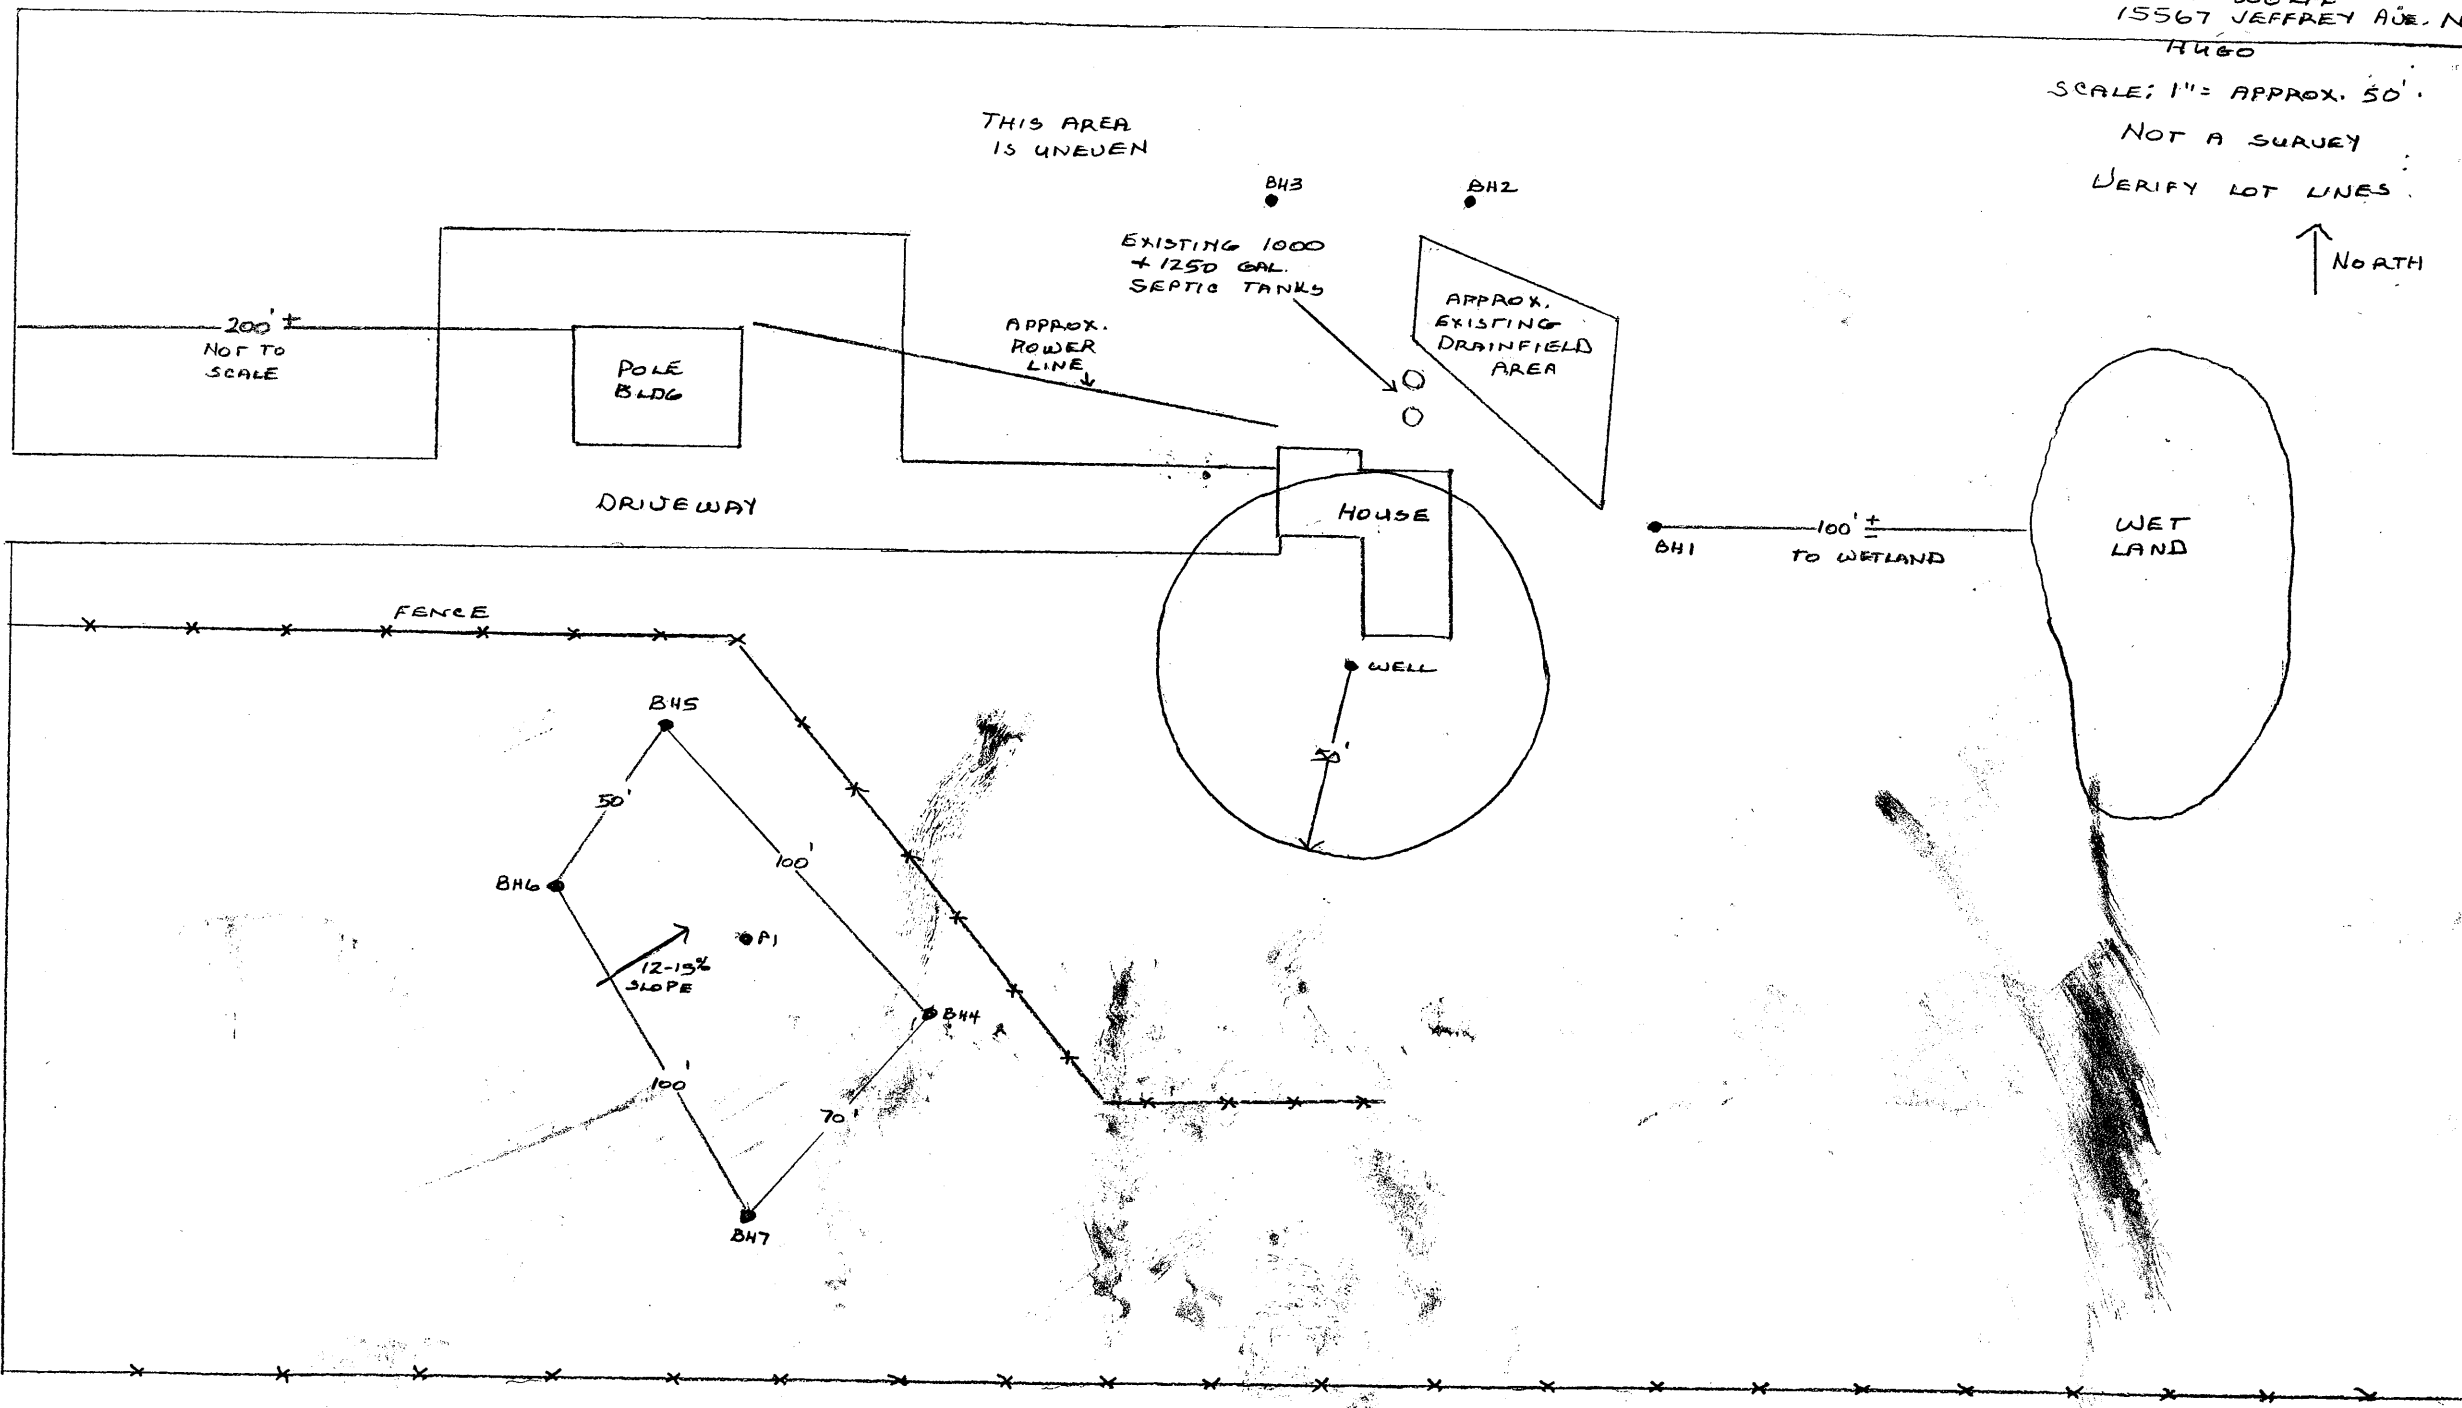 15567 JEFFREY AVE. N
HUGO
SCALE: 1"= APPROX. 50'.
NOT A SURVEY
VERIFY LOT LINES
NORTH
THIS AREA
IS UNEVEN
BH3
BH2
EXISTING 1000
+ 1250 GAL.
SEPTIC TANKS
APPROX.
EXISTING
DRAINFIELD
AREA
200' ±
NOT TO
SCALE
POLE
BLDG
APPROX.
POWER
LINE
DRIVEWAY
HOUSE
BH1
100' ±
TO WETLAND
WET
LAND
FENCE
WELL
50'
BH5
50'
100'
BH6
P1
SLOPE
BH4
100'
70'
BH7